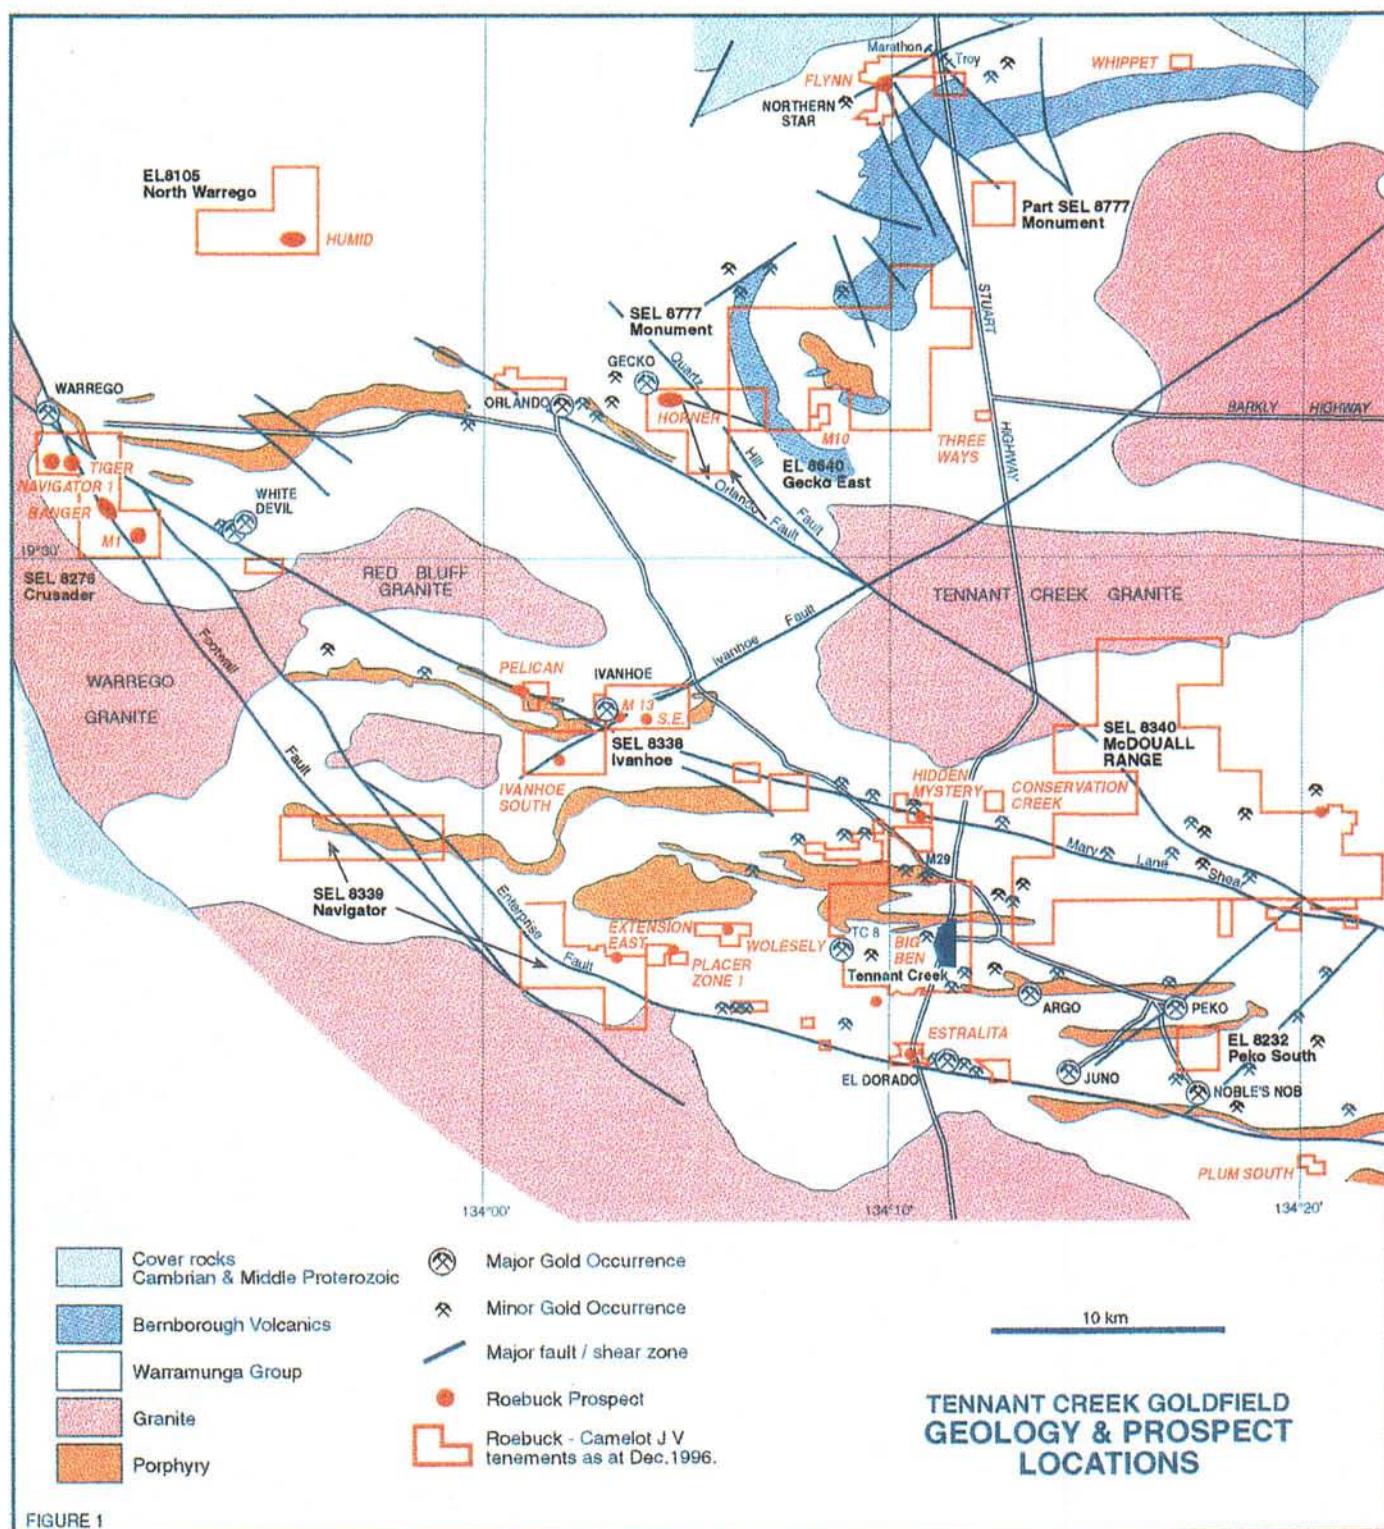 Marathon
Troy
FLYNN
WHIPPET
NORTHERN
STAR
EL8105
North Warrego
HUMID
Part SEL 8777
Monument
STUART
HIGHWAY
SEL 8777
Monument
GECKO
Quartz
Hill
Fault
WARREGO
ORLANDO
HORNER
M10
THREE
WAYS
BARKLY HIGHWAY
EL 8640
Gecko East
Orlando
Fault
TIGER
NAVIGATOR 1
BANGER
M1
WHITE
DEVIL
19°30'
SEL 8276
Crusader
RED BLUFF
GRANITE
TENNANT CREEK GRANITE
Ivanhoe Fault
Footwall
Fault
WARREGO
GRANITE
PELICAN
IVANHOE
M 13
S.E.
SEL 8338
Ivanhoe
IVANHOE
SOUTH
SEL 8340
McDOUALL
RANGE
HIDDEN
MYSTERY
CONSERVATION
CREEK
M29
Mary Lane Shear
SEL 8339
Navigator
Enterprise
Fault
EXTENSION
EAST
WOLESELY
PLACER
ZONE 1
TC 8
BIG
BEN
Tennant Creek
ARGO
PEKO
EL 8232
Peko South
ESTRALITA
EL DORADO
JUNO
NOBLE'S NOB
PLUM SOUTH
134°00'
134°10'
134°20'
Cover rocks
Cambrian & Middle Proterozoic
Bernborough Volcanics
Warramunga Group
Granite
Porphyry
Major Gold Occurrence
Minor Gold Occurrence
Major fault / shear zone
Roebuck Prospect
Roebuck - Camelot J V
tenements as at Dec.1996.
10 km
TENNANT CREEK GOLDFIELD
GEOLOGY & PROSPECT
LOCATIONS
FIGURE 1